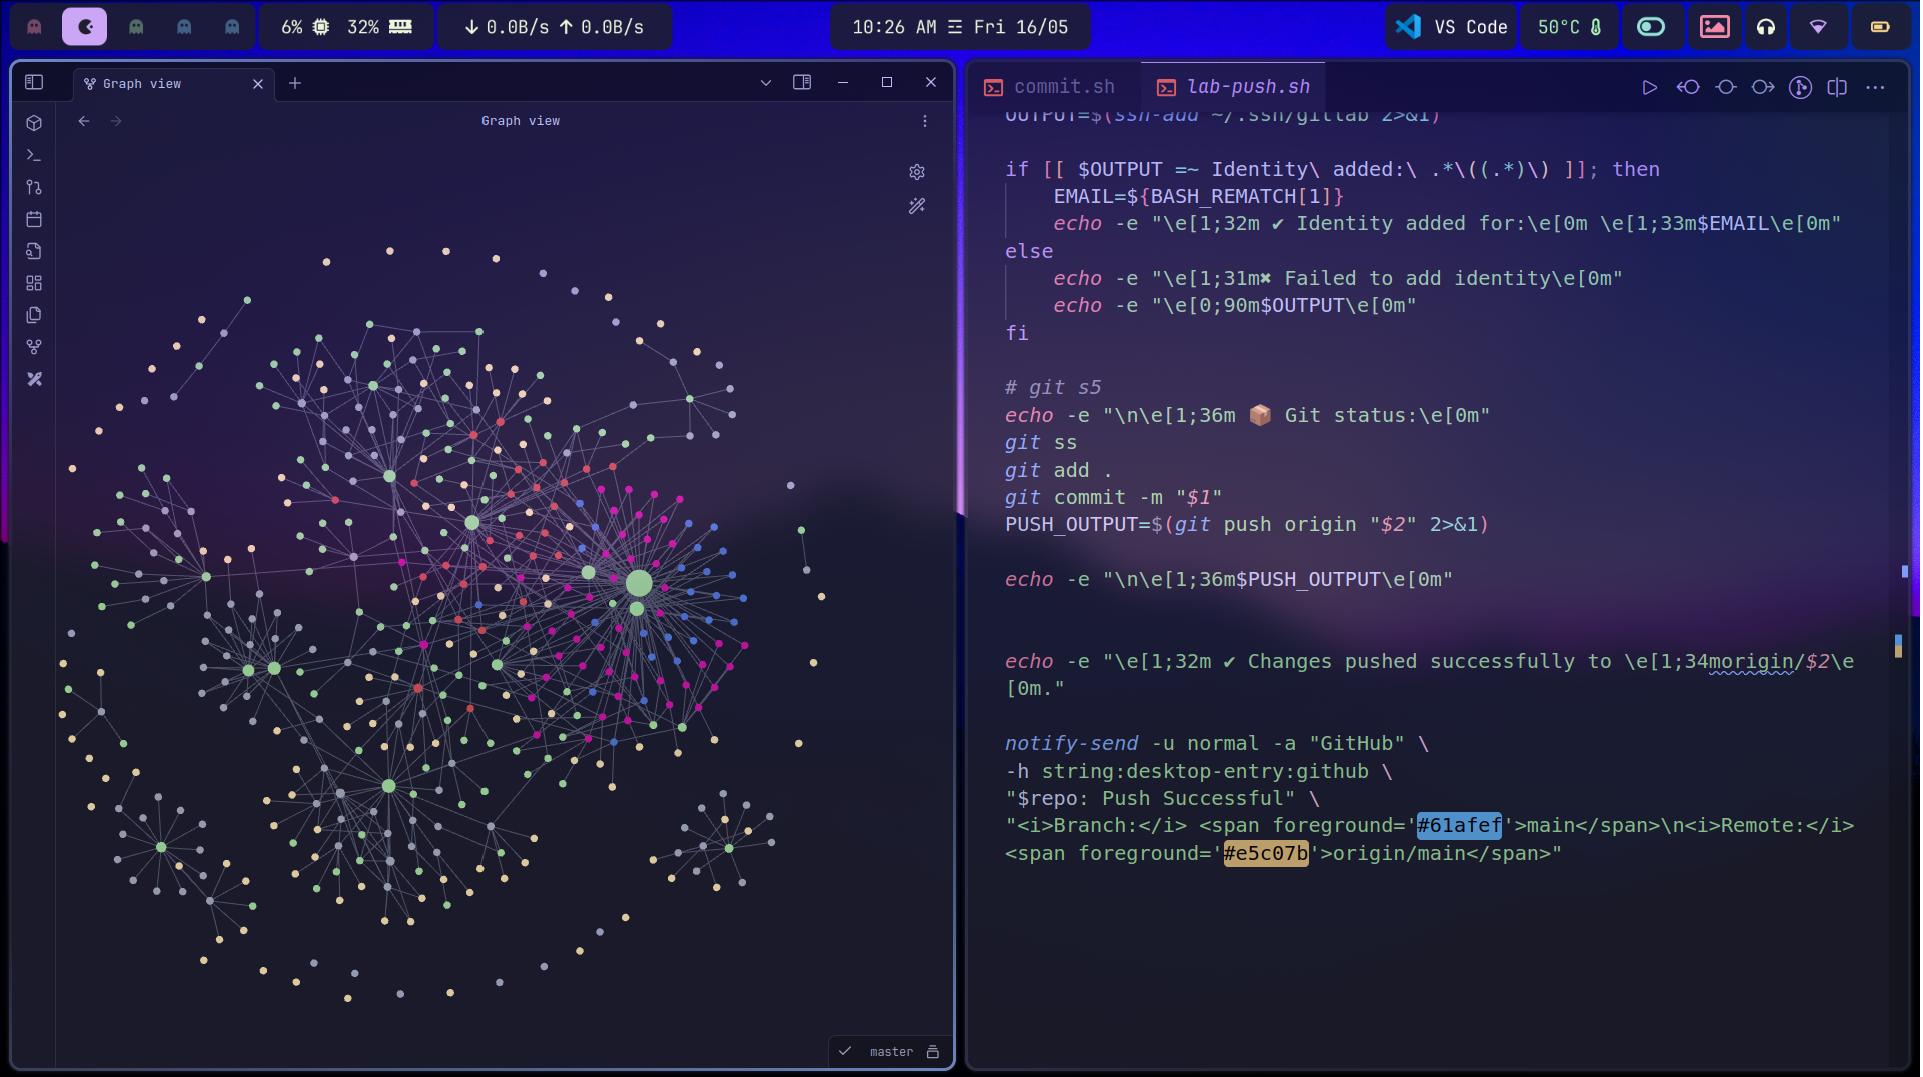 6% 32% ↓ 0.0B/s ↑ 0.0B/s 10:26 AM Fri 16/05 VS Code 50°C
Graph view
Graph view
master
commit.sh lab-push.sh
OUTPUT=$(ssh-add ~/.ssh/gitlab 2>&1)
if [[ $OUTPUT =~ Identity\ added:\ .*\((.*)\) ]]; then
EMAIL=${BASH_REMATCH[1]}
echo -e "\e[1;32m ✔ Identity added for:\e[0m \e[1;33m$EMAIL\e[0m"
else
echo -e "\e[1;31m✖ Failed to add identity\e[0m"
echo -e "\e[0;90m$OUTPUT\e[0m"
fi
# git s5
echo -e "\n\e[1;36m 📦 Git status:\e[0m"
git ss
git add .
git commit -m "$1"
PUSH_OUTPUT=$(git push origin "$2" 2>&1)
echo -e "\n\e[1;36m$PUSH_OUTPUT\e[0m"
echo -e "\e[1;32m ✔ Changes pushed successfully to \e[1;34morigin/$2\e
[0m."
notify-send -u normal -a "GitHub" \
-h string:desktop-entry:github \
"$repo: Push Successful" \
"<i>Branch:</i> <span foreground='#61afef'>main</span>\n<i>Remote:</i>
<span foreground='#e5c07b'>origin/main</span>"